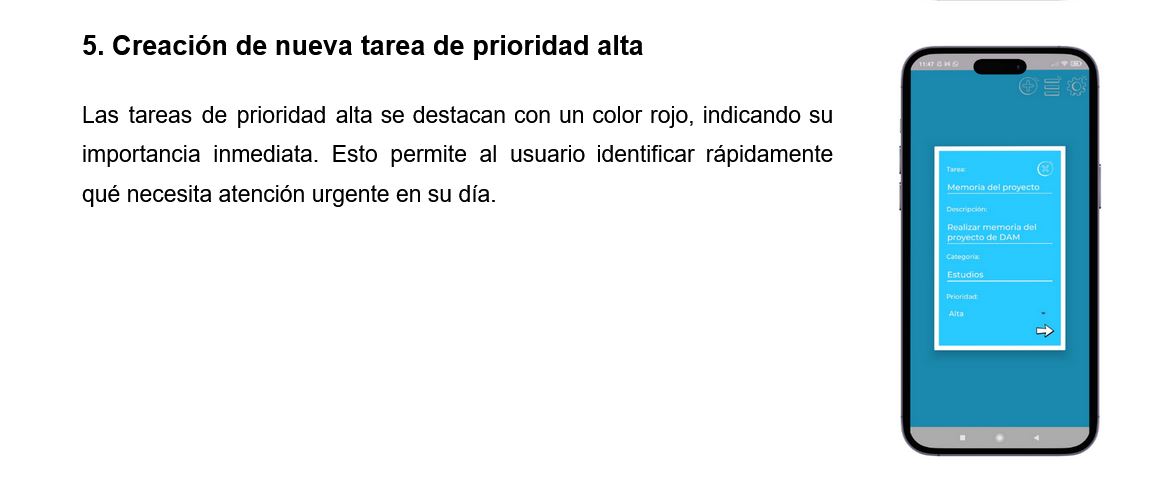 5. Creación de nueva tarea de prioridad alta
Las tareas de prioridad alta se destacan con un color rojo, indicando su
importancia inmediata. Esto permite al usuario identificar rápidamente
qué necesita atención urgente en su día.
11:47
Tarea:
Memoria del proyecto
Descripción:
Realizar memoria del
proyecto de DAM
Categoría:
Estudios
Prioridad:
Alta